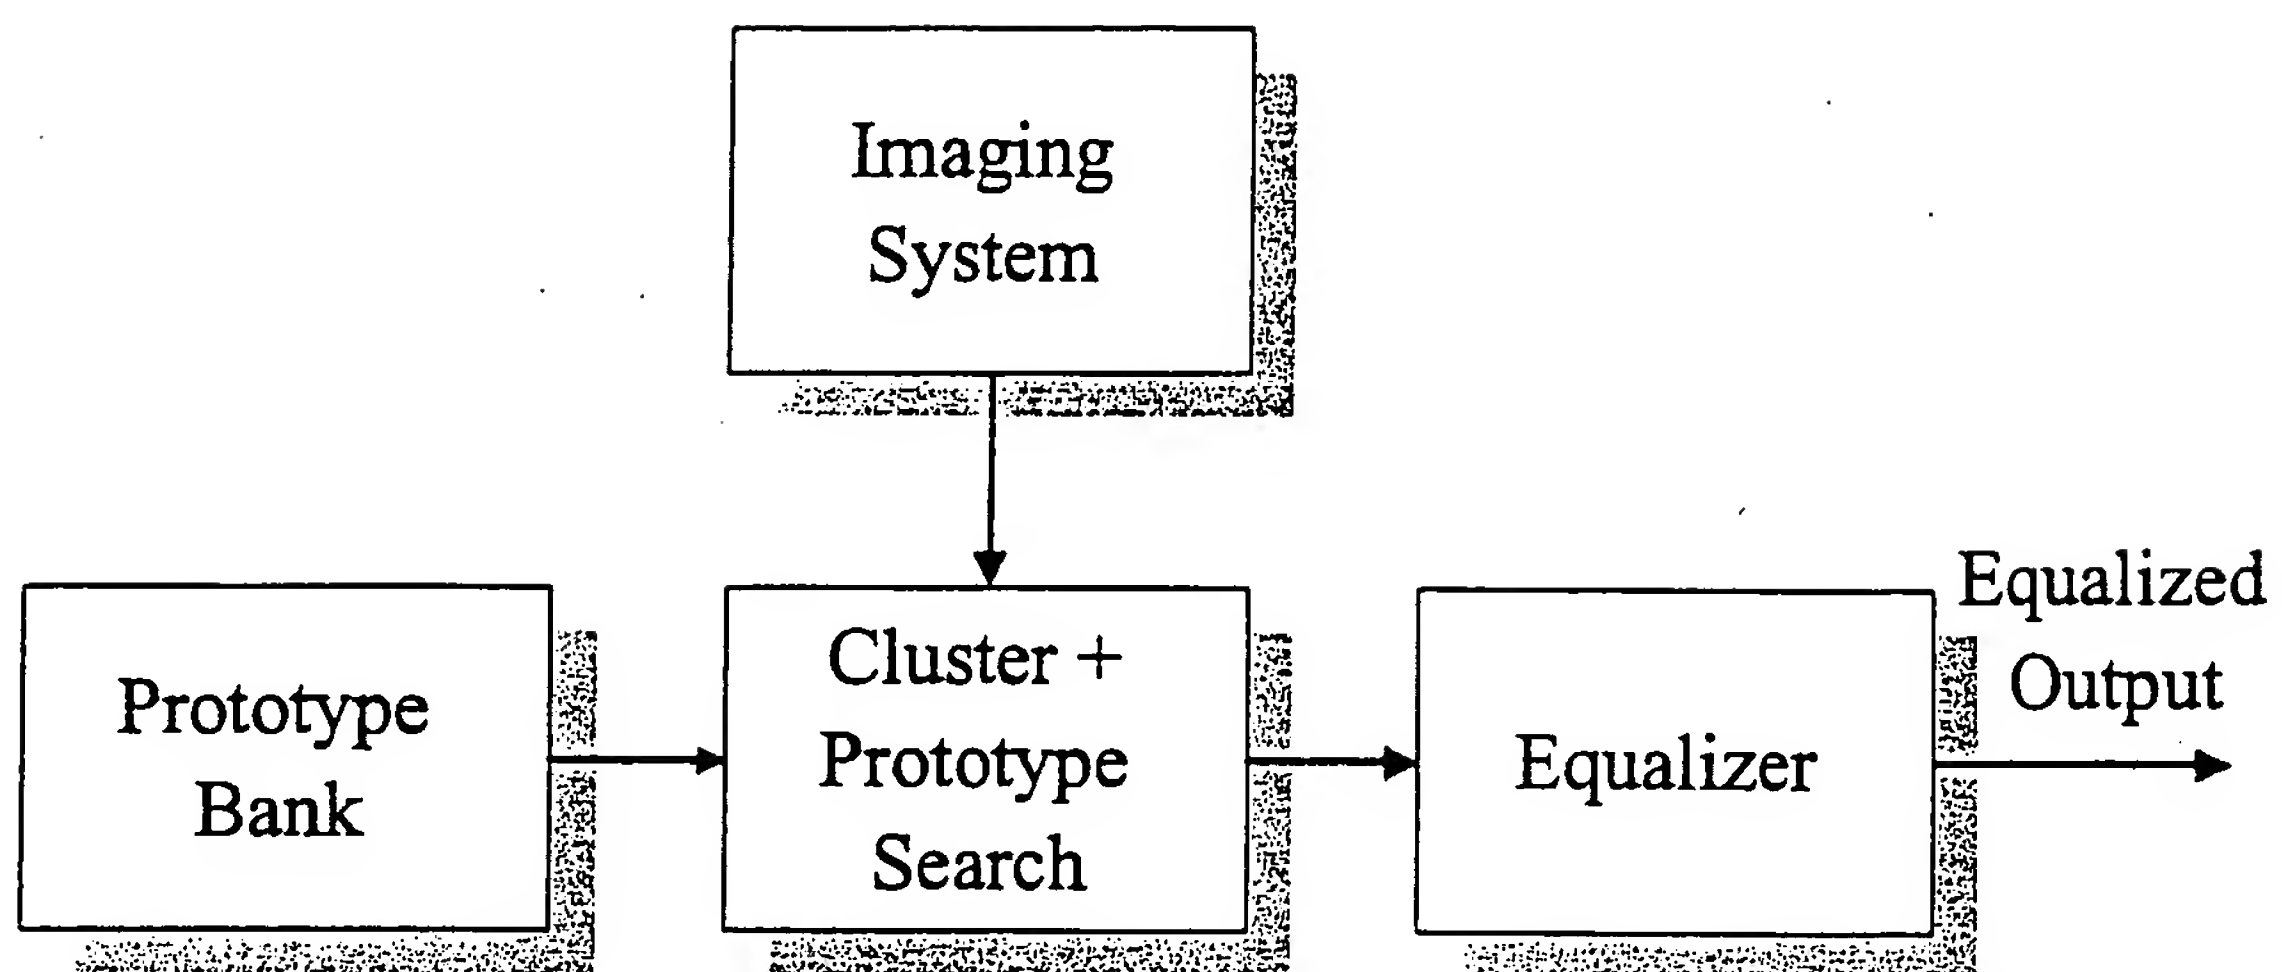 Imaging
System
Prototype
Bank
Cluster +
Prototype
Search
Equalizer
Equalized
Output